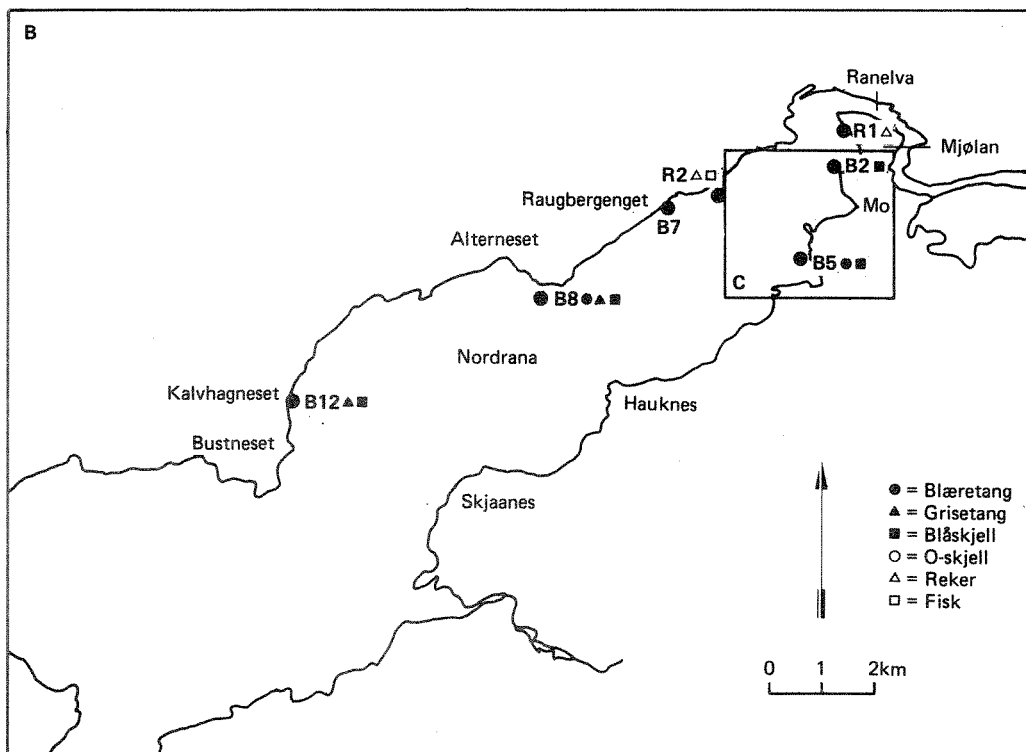 B
Ranelva
R1
Mjølan
B2
R2
Mo
Raugbergenget
B7
Alterneset
B5
C
B8
Nordrana
Kalvhagneset
B12
Hauknes
Bustneset
Skjaanes
= Blæretang
= Grisetang
= Blåskjell
= O-skjell
= Reker
= Fisk
0 1 2km